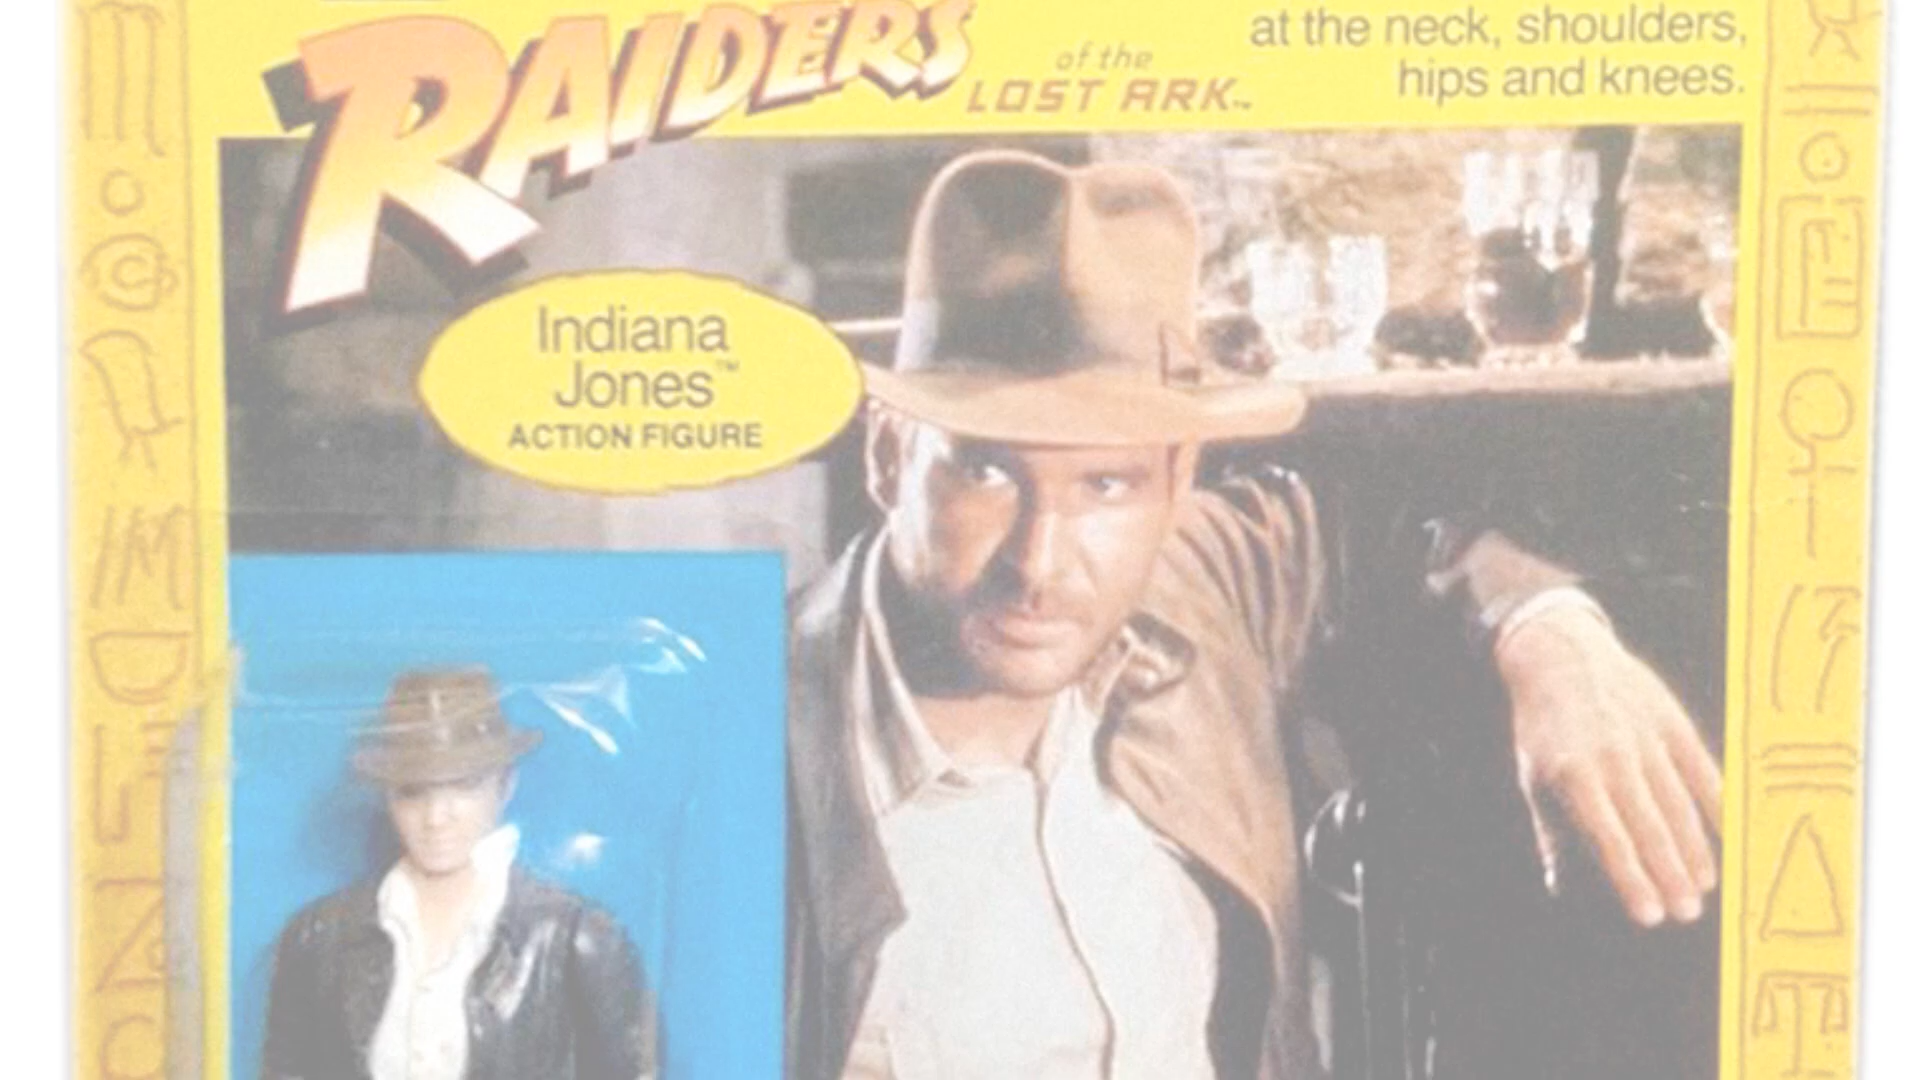 RAIDERS
of the
LOST ARK™
at the neck, shoulders,
hips and knees.
Indiana
Jones™
ACTION FIGURE